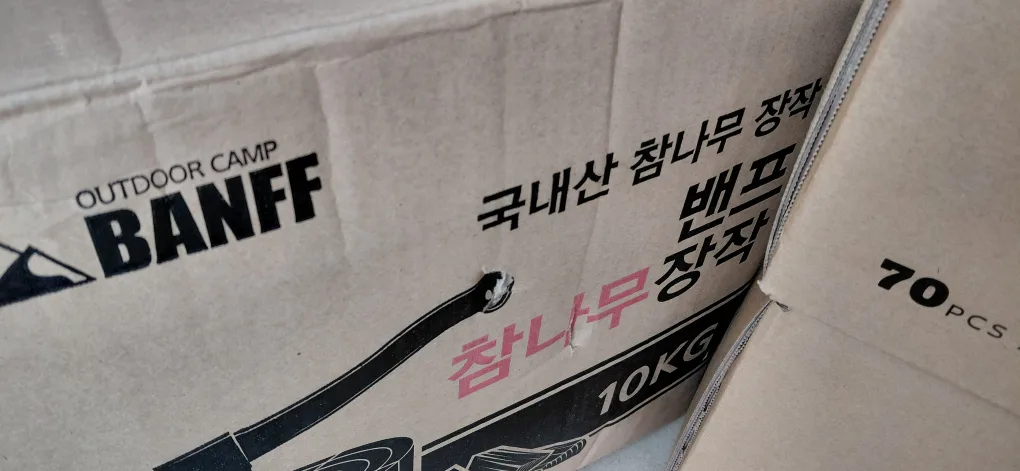 OUTDOOR CAMP
BANFF
국내산 참나무 장작
밴프
참나무장작
10KG
70PCS